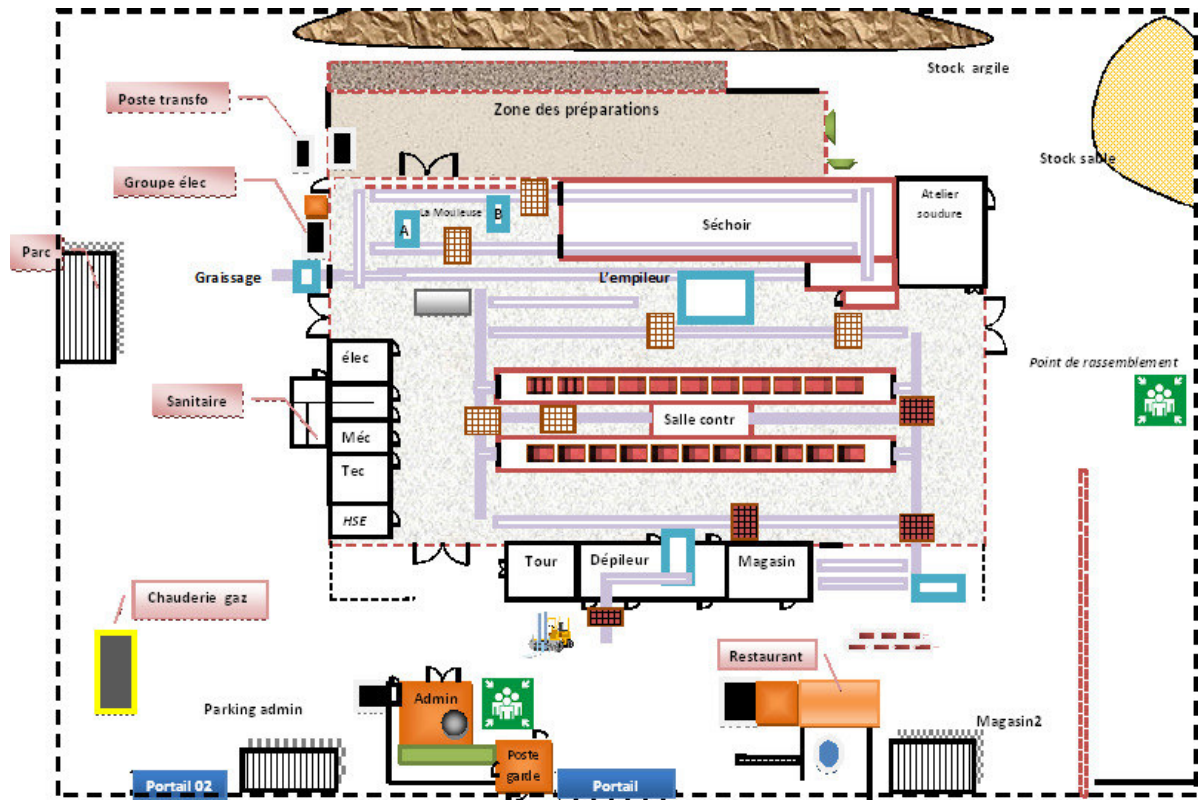 Stock argile
Poste transfo
Zone des préparations
Stock sable
Groupe élec
La Mouleuse
A
B
Séchoir
Atelier
soudure
Parc
Graissage
L'empileur
élec
Point de rassemblement
Sanitaire
Salle contr
Méc
Tec
HSE
Tour
Dépileur
Magasin
Chauderie gaz
Restaurant
Admin
Parking admin
Magasin2
Poste
garde
Portail 02
Portail